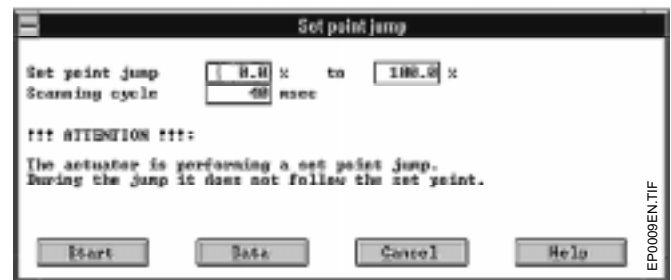 Set point jump
Set point jump 0.0 % to 100.0 %
Scanning cycle 40 msec
!!! ATTENTION !!!:
The actuator is performing a set point jump.
During the jump it does not follow the set point.
Start Data Cancel Help
EP0009EN.TIF